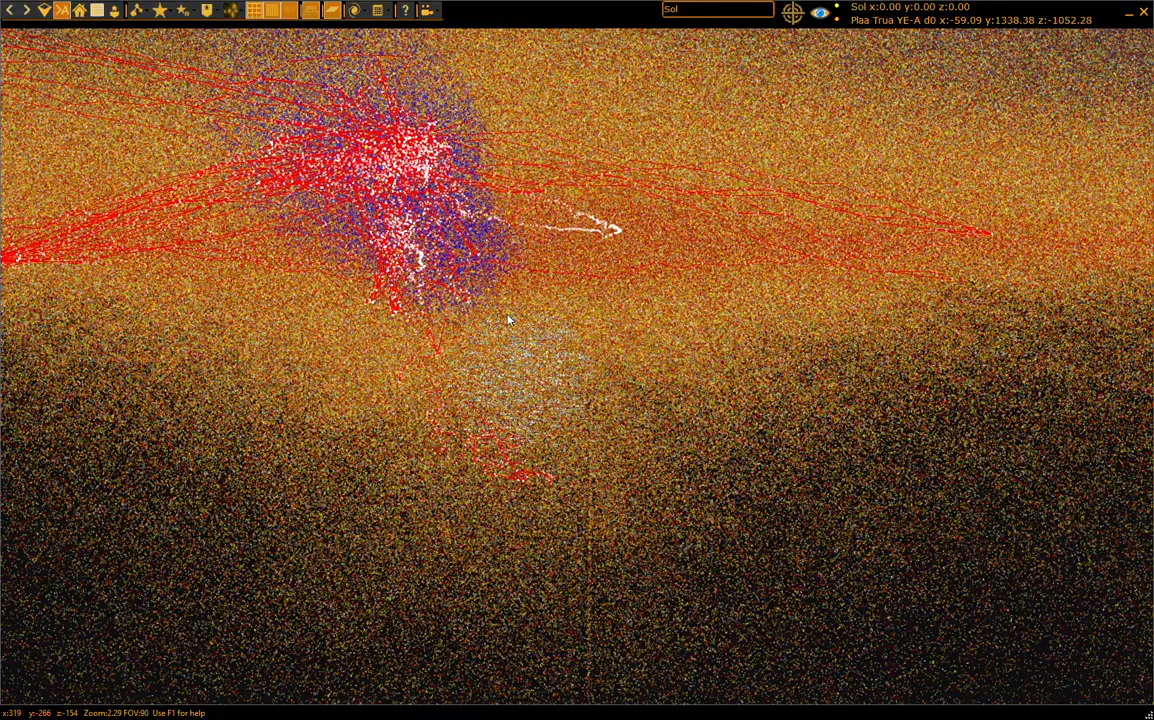 Sol
Sol x:0.00 y:0.00 z:0.00
Plaa Trua YE-A d0 x:-59.09 y:1338.38 z:-1052.28
x:319 y:-266 z:-154 Zoom:2.29 FOV:90 Use F1 for help